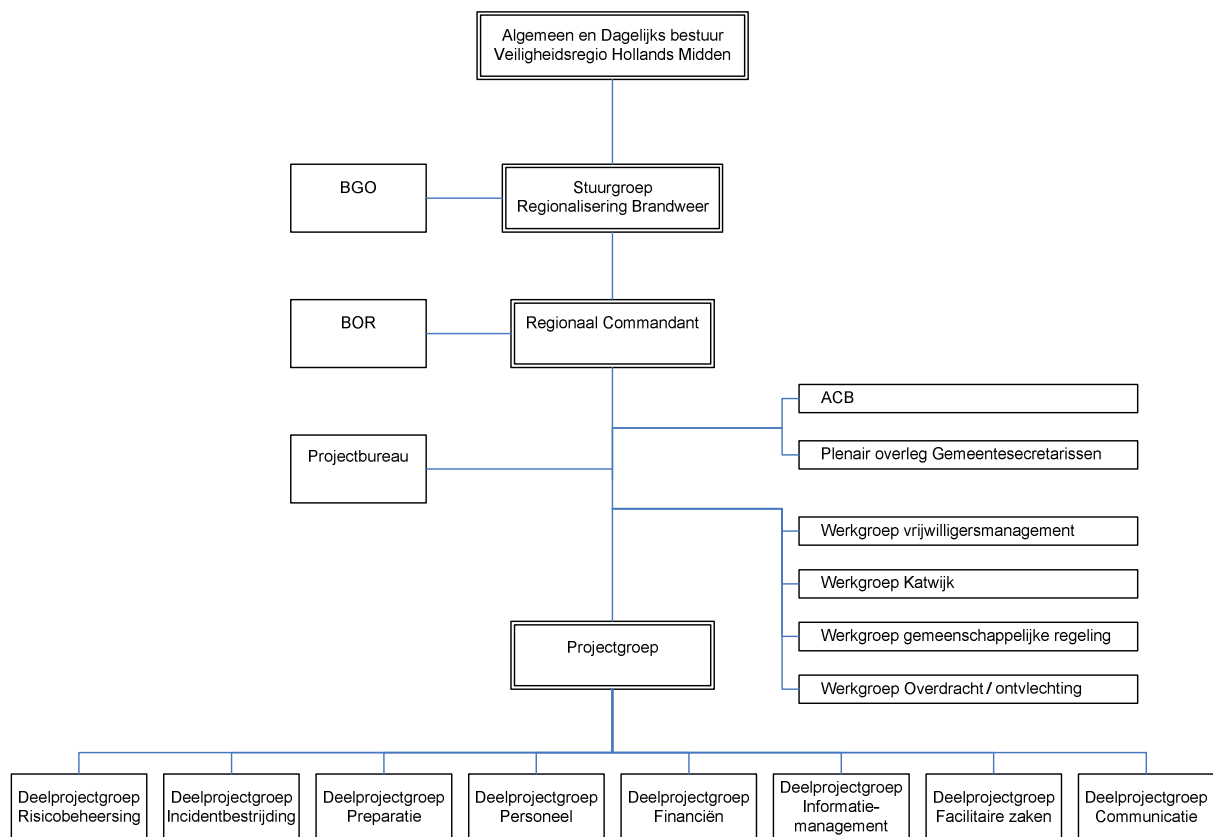 Algemeen en Dagelijks bestuur
Veiligheidsregio Hollands Midden
BGO
Stuurgroep
Regionalisering Brandweer
BOR
Regionaal Commandant
ACB
Projectbureau
Plenair overleg Gemeentesecretarissen
Werkgroep vrijwilligersmanagement
Werkgroep Katwijk
Projectgroep
Werkgroep gemeenschappelijke regeling
Werkgroep Overdracht / ontvlechting
Deelprojectgroep
Risicobeheersing
Deelprojectgroep
Incidentbestrijding
Deelprojectgroep
Preparatie
Deelprojectgroep
Personeel
Deelprojectgroep
Financiën
Deelprojectgroep
Informatie-
management
Deelprojectgroep
Facilitaire zaken
Deelprojectgroep
Communicatie